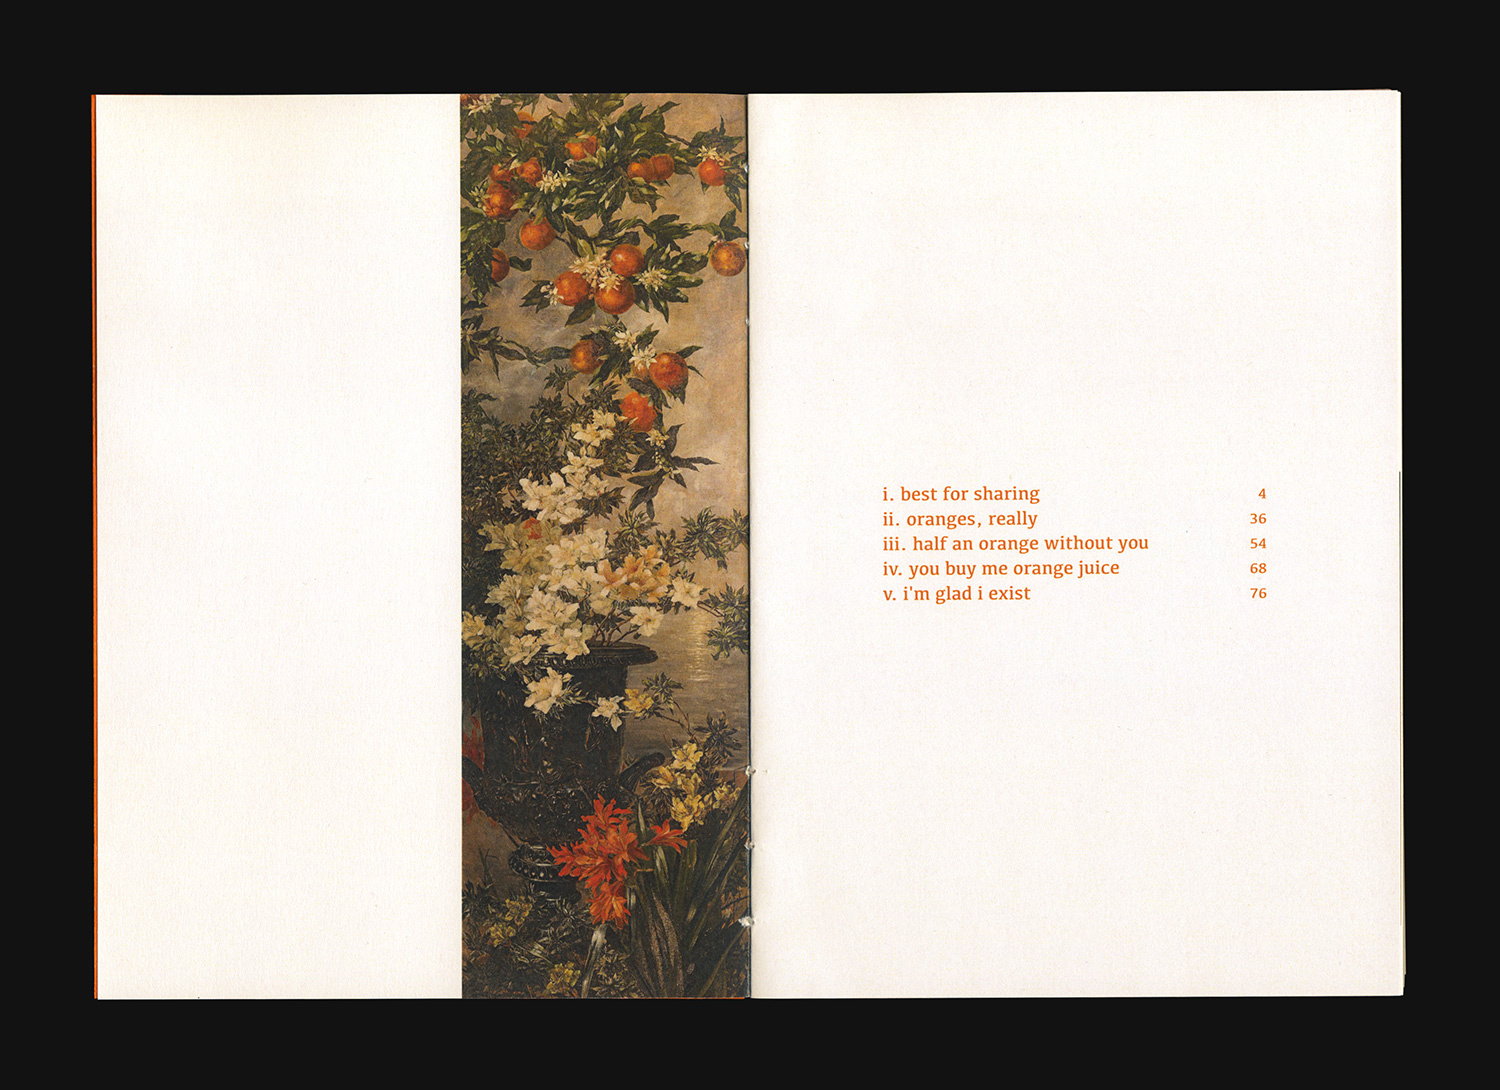 i. best for sharing 4
ii. oranges, really 36
iii. half an orange without you 54
iv. you buy me orange juice 68
v. i'm glad i exist 76